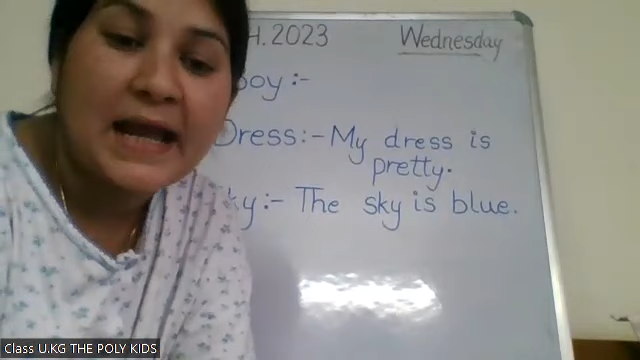 H.2023 Wednesday
boy :-
Dress:- My dress is
pretty.
ky:- The sky is blue.
Class U.KG THE POLY KIDS